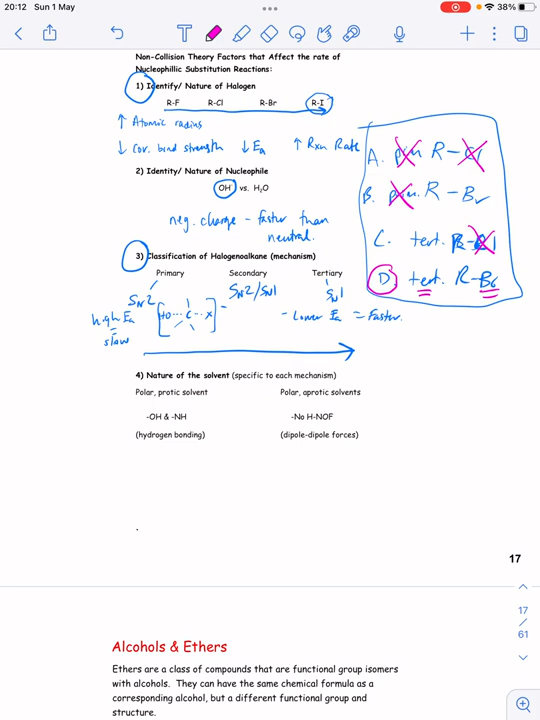 20:12 Sun 1 May
38%
Non-Collision Theory Factors that Affect the rate of
Nucleophillic Substitution Reactions:
1) Identity/ Nature of Halogen
R-F R-Cl R-Br R-I
↑ Atomic radius
↓ Cov. bond strength ↓ Ea ↑ Rxn Rate
2) Identity/ Nature of Nucleophile
OH⁻ vs. H₂O
neg. charge - faster than
neutral.
3) Classification of Halogenoalkane (mechanism)
Primary Secondary Tertiary
SN2 SN2/SN1 SN1
high Ea
=
slow
[HO··· C ··· X]⁻
- Lower Ea = Faster.
A. prim R - Cl
B. prim. R - Br
C. tert. R-Cl
D. tert. R-Br
4) Nature of the solvent (specific to each mechanism)
Polar, protic solvent Polar, aprotic solvents
-OH & -NH -No H-NOF
(hydrogen bonding) (dipole-dipole forces)
17
17
/
61
Alcohols & Ethers
Ethers are a class of compounds that are functional group isomers
with alcohols. They can have the same chemical formula as a
corresponding alcohol, but a different functional group and
structure.